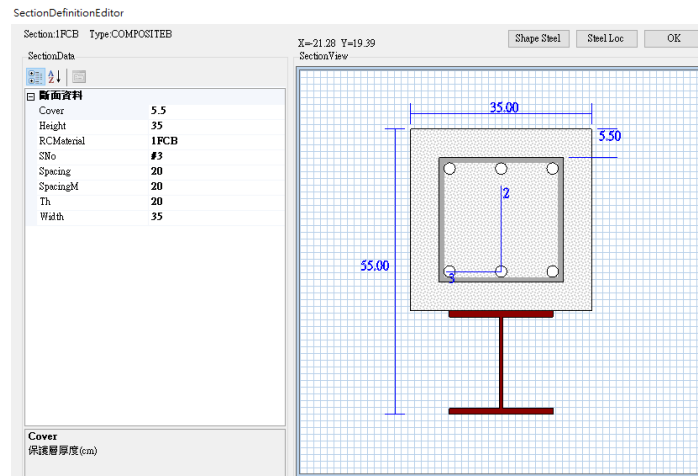 SectionDefinitionEditor
Section:1FCB Type:COMPOSITEB
X=-21.28 Y=19.39
Shape Steel
Steel Loc
OK
SectionData
SectionView
斷面資料
Cover 5.5
Height 35
RCMaterial 1FCB
SNo #3
Spacing 20
SpacingM 20
Th 20
Width 35
35.00
5.50
2
55.00
3
Cover
保護層厚度(cm)